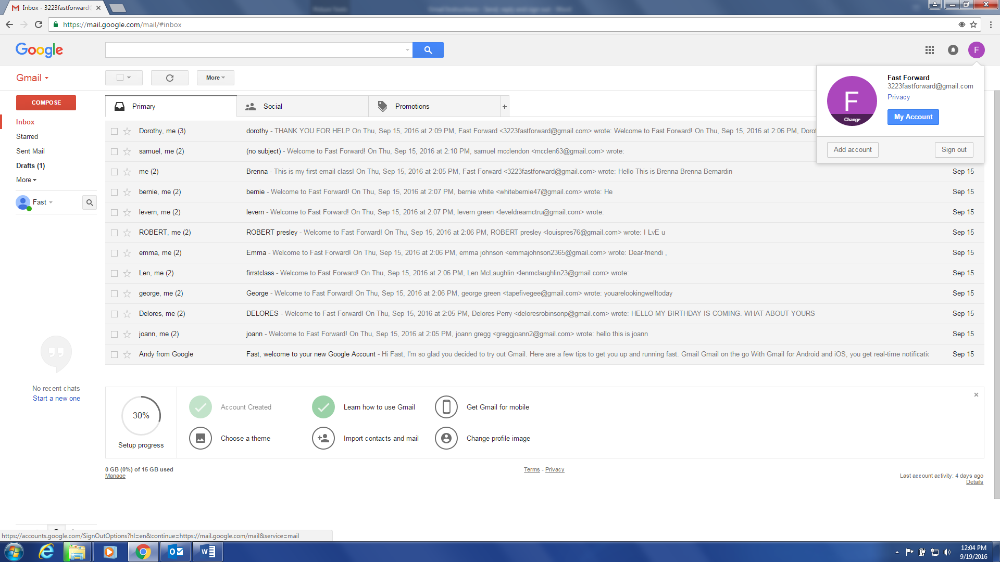 Inbox - 3223fastforward
https://mail.google.com/mail/#inbox
Google
F
Gmail
More
Fast Forward
3223fastforward@gmail.com
Privacy
F
Change
My Account
Add account
Sign out
COMPOSE
Inbox
Starred
Sent Mail
Drafts (1)
More
Fast
Primary
Social
Promotions
+
Dorothy, me (3) dorothy - THANK YOU FOR HELP On Thu, Sep 15, 2016 at 2:09 PM, Fast Forward <3223fastforward@gmail.com> wrote: Welcome to Fast Forward! On Thu, Sep 15, 2016 at 2:06 PM, Dorot
samuel, me (2) (no subject) - Welcome to Fast Forward! On Thu, Sep 15, 2016 at 2:10 PM, samuel mcclendon <mcclen63@gmail.com> wrote:
me (2) Brenna - This is my first email class! On Thu, Sep 15, 2016 at 2:05 PM, Fast Forward <3223fastforward@gmail.com> wrote: Hello This is Brenna Brenna Bernardin Sep 15
bernie, me (2) bernie - Welcome to Fast Forward! On Thu, Sep 15, 2016 at 2:07 PM, bernie white <whitebernie47@gmail.com> wrote: He Sep 15
levern, me (2) levern - Welcome to Fast Forward! On Thu, Sep 15, 2016 at 2:07 PM, levern green <leveldreamctru@gmail.com> wrote: Sep 15
ROBERT, me (2) ROBERT presley - Welcome to Fast Forward! On Thu, Sep 15, 2016 at 2:06 PM, ROBERT presley <louispres76@gmail.com> wrote: I LvE u Sep 15
emma, me (2) Emma - Welcome to Fast Forward! On Thu, Sep 15, 2016 at 2:06 PM, emma johnson <emmajohnson2365@gmail.com> wrote: Dear-friendi , Sep 15
Len, me (2) firrstclass - Welcome to Fast Forward! On Thu, Sep 15, 2016 at 2:06 PM, Len McLaughlin <lenmclaughlin23@gmail.com> wrote: Sep 15
george, me (2) George - Welcome to Fast Forward! On Thu, Sep 15, 2016 at 2:06 PM, george green <tapefivegee@gmail.com> wrote: youarelookingwelltoday Sep 15
Delores, me (2) DELORES - Welcome to Fast Forward! On Thu, Sep 15, 2016 at 2:05 PM, Delores Perry <deloresrobinsonp@gmail.com> wrote: HELLO MY BIRTHDAY IS COMING. WHAT ABOUT YOURS Sep 15
joann, me (2) joann - Welcome to Fast Forward! On Thu, Sep 15, 2016 at 2:05 PM, joann gregg <greggjoann2@gmail.com> wrote: hello this is joann Sep 15
Andy from Google Fast, welcome to your new Google Account - Hi Fast, I'm so glad you decided to try out Gmail. Here are a few tips to get you up and running fast. Gmail Gmail on the go With Gmail for Android and iOS, you get real-time notificatio Sep 15
No recent chats
Start a new one
30%
Setup progress
Account Created
Learn how to use Gmail
Get Gmail for mobile
Choose a theme
Import contacts and mail
Change profile image
0 GB (0%) of 15 GB used
Manage
Terms - Privacy
Last account activity: 4 days ago
Details
https://accounts.google.com/SignOutOptions?hl=en&continue=https://mail.google.com/mail&service=mail
12:04 PM
9/19/2016